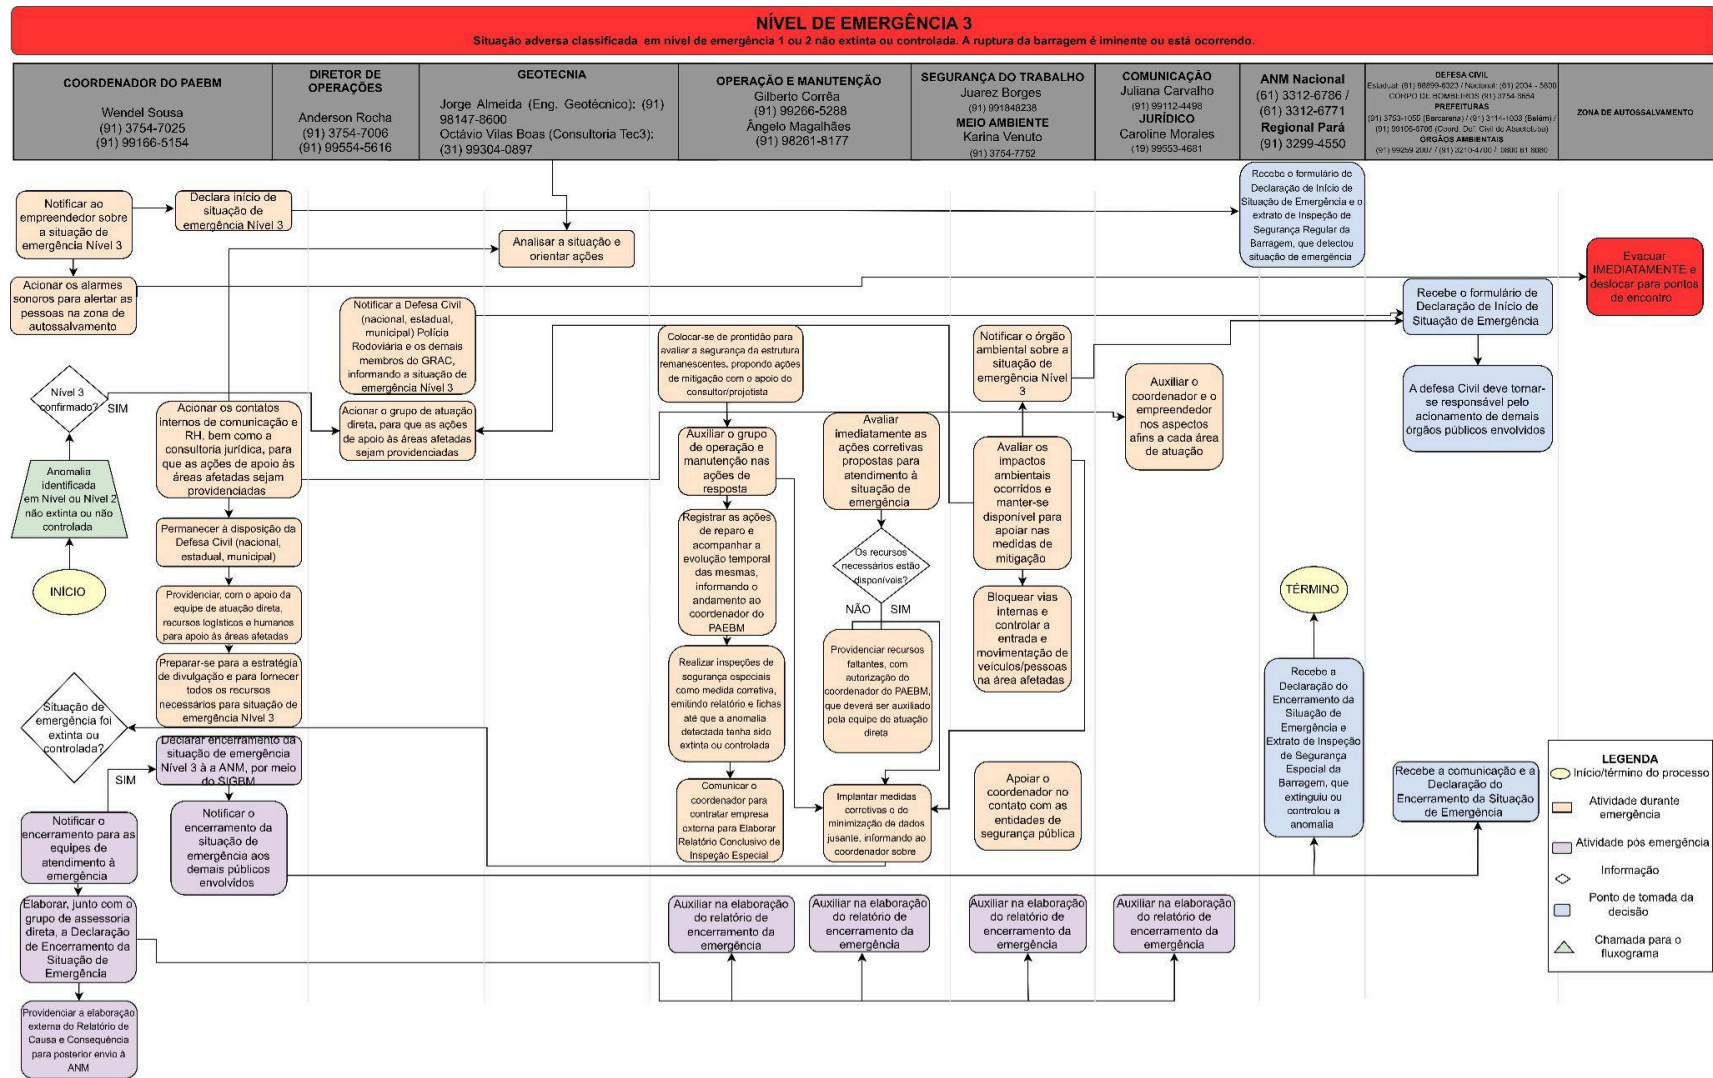 NÍVEL DE EMERGÊNCIA 3
Situação adversa classificada em nível de emergência 1 ou 2 não extinta ou controlada. A ruptura da barragem é iminente ou está ocorrendo.
COORDENADOR DO PAEBM
Wendel Sousa
(91) 3754-7025
(91) 99166-5154
DIRETOR DE
OPERAÇÕES
Anderson Rocha
(91) 3754-7006
(91) 99554-5616
GEOTECNIA
Jorge Almeida (Eng. Geotécnico): (91)
98147-8600
Octávio Vilas Boas (Consultoria Tec3):
(31) 99304-0897
OPERAÇÃO E MANUTENÇÃO
Gilberto Corrêa
(91) 99266-5288
Ângelo Magalhães
(91) 98261-8177
SEGURANÇA DO TRABALHO
Juarez Borges
(91) 991848238
MEIO AMBIENTE
Karina Venuto
(91) 3754-7752
COMUNICAÇÃO
Juliana Carvalho
(91) 99112-4498
JURÍDICO
Caroline Morales
(19) 99553-4681
ANM Nacional
(61) 3312-6786 /
(61) 3312-6771
Regional Pará
(91) 3299-4550
DEFESA CIVIL
CORPO DE BOMBEIROS (91) 3754-3654
PREFEITURAS
ÓRGÃOS AMBIENTAIS
ZONA DE AUTOSSALVAMENTO
Notificar ao
empreendedor sobre
a situação de
emergência Nível 3
Declara início de
situação de
emergência Nível 3
Recebe o formulário de
Declaração de Início de
Situação de Emergência e o
extrato de Inspeção de
Segurança Regular da
Barragem, que detectou
situação de emergência
Analisar a situação e
orientar ações
Evacuar
IMEDIATAMENTE e
deslocar para pontos
de encontro
Acionar os alarmes
sonoros para alertar as
pessoas na zona de
autossalvamento
Notificar a Defesa Civil
(nacional, estadual,
municipal) Polícia
Rodoviária e os demais
membros do GRAC,
informando a situação de
emergência Nível 3
Recebe o formulário de
Declaração de Início de
Situação de Emergência
Colocar-se de prontidão para
avaliar a segurança da estrutura
remanescentes, propondo ações
de mitigação com o apoio do
consultor/projotista
Notificar o órgão
ambiental sobre a
situação de
emergência Nível
3
Auxiliar o
coordenador e o
empreendedor
nos aspectos
afins a cada área
de atuação
A defesa Civil deve tornar-
se responsável pelo
acionamento de demais
órgãos públicos envolvidos
Nível 3
confirmado?
SIM
Acionar os contatos
internos de comunicação e
RH, bem como a
consultoria jurídica, para
que as ações de apoio às
áreas afetadas sejam
providenciadas
Acionar o grupo de atuação
direta, para que as ações
de apoio às áreas afetadas
sejam providenciadas
Auxiliar o grupo
de operação e
manutenção nas
ações de
resposta
Avaliar
imediatamente as
ações corretivas
propostas para
atendimento à
situação de
emergência
Avaliar os
impactos
ambientais
ocorridos e
manter-se
disponível para
apoiar nas
medidas de
mitigação
Anomalia
identificada
em Nível ou Nível 2
não extinta ou não
controlada
Permanecer à disposição da
Defesa Civil (nacional,
estadual, municipal)
Registrar as ações
de reparo e
acompanhar a
evolução temporal
das mesmas,
informando o
andamento ao
coordenador do
PAEBM
Os recursos
necessários estão
disponíveis?
NÃO
SIM
INÍCIO
Providenciar, com o apoio da
equipe de atuação direta,
recursos logísticos e humanos
para apoio às áreas afetadas
Bloquear vias
internas e
controlar a
entrada e
movimentação de
veículos/pessoas
na área afetadas
TÉRMINO
Preparar-se para a estratégia
de divulgação e para fornecer
todos os recursos
necessários para situação de
emergência Nível 3
Realizar inspeções de
segurança especiais
como medida corretiva,
emitindo relatório e fichas
até que a anomalia
detectada tenha sido
extinta ou controlada
Providenciar recursos
faltantes, com
autorização do
coordenador do PAEBM,
que deverá ser auxiliado
pela equipe de atuação
direta
Recebe a
Declaração do
Encerramento da
Situação de
Emergência e
Extrato de Inspeção
de Segurança
Especial da
Barragem, que
extinguiu ou
controlou a
anomalia
Situação de
emergência foi
extinta ou
controlada?
SIM
Declarar encerramento da
situação de emergência
Nível 3 à a ANM, por meio
do SIGBM
Notificar o
encerramento para as
equipes de
atendimento à
emergência
Notificar o
encerramento da
situação de
emergência aos
demais públicos
envolvidos
Comunicar o
coordenador para
contratar empresa
externa para Elaborar
Relatório Conclusivo de
Inspeção Especial
Implantar medidas
corretivas o do
minimização de dados
jusante, informando ao
coordenador sobre
Apoiar o
coordenador no
contato com as
entidades de
segurança pública
Recebe a comunicação e a
Declaração do
Encerramento da Situação
de Emergência
LEGENDA
Início/término do processo
Atividade durante
emergência
Atividade pós emergência
Informação
Ponto de tomada da
decisão
Chamada para o
fluxograma
Elaborar, junto com o
grupo de assessoria
direta, a Declaração
de Encerramento da
Situação de
Emergência
Auxiliar na elaboração
do relatório de
encerramento da
emergência
Auxiliar na elaboração
do relatório de
encerramento da
emergência
Auxiliar na elaboração
do relatório de
encerramento da
emergência
Auxiliar na elaboração
do relatório de
encerramento da
emergência
Providenciar a elaboração
externa do Relatório de
Causa e Consequência
para posterior envio à
ANM